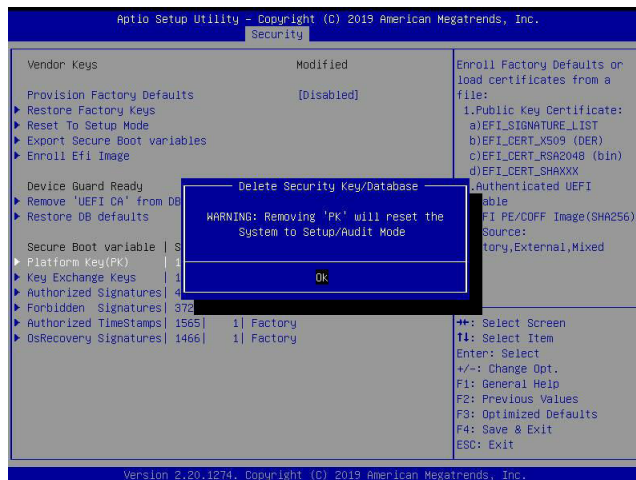 Aptio Setup Utility – Copyright (C) 2019 American Megatrends, Inc.
Security
Vendor Keys Modified
Provision Factory Defaults [Disabled]
Restore Factory Keys
Reset To Setup Mode
Export Secure Boot variables
Enroll Efi Image
Device Guard Ready
Remove 'UEFI CA' from DB
Restore DB defaults
Secure Boot variable | S
Platform Key(PK) | 1
Key Exchange Keys | 1
Authorized Signatures| 4
Forbidden Signatures| 372
Authorized TimeStamps| 1565| 1| Factory
OsRecovery Signatures| 1466| 1| Factory
Delete Security Key/Database
WARNING: Removing 'PK' will reset the
System to Setup/Audit Mode
Ok
Enroll Factory Defaults or
load certificates from a
file:
1.Public Key Certificate:
a)EFI_SIGNATURE_LIST
b)EFI_CERT_X509 (DER)
c)EFI_CERT_RSA2048 (bin)
d)EFI_CERT_SHAXXX
.Authenticated UEFI
able
FI PE/COFF Image(SHA256)
Source:
tory,External,Mixed
→←: Select Screen
↑↓: Select Item
Enter: Select
+/-: Change Opt.
F1: General Help
F2: Previous Values
F3: Optimized Defaults
F4: Save & Exit
ESC: Exit
Version 2.20.1274. Copyright (C) 2019 American Megatrends, Inc.